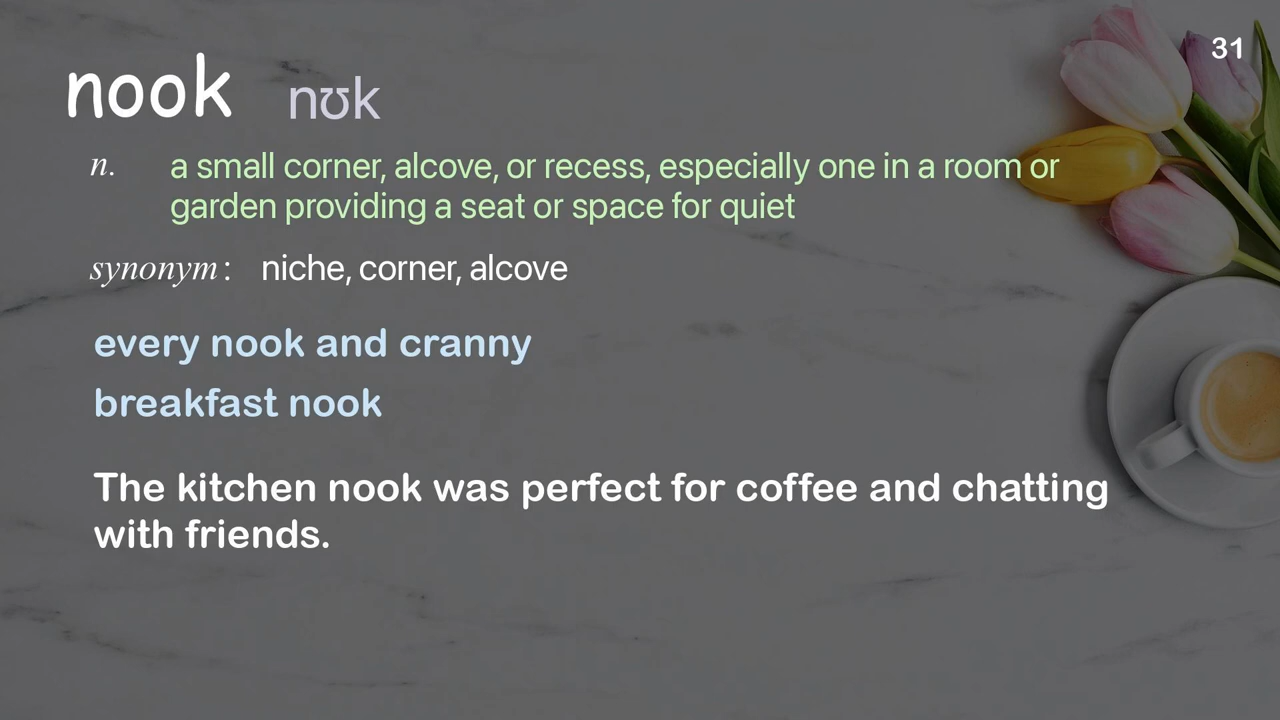 31
nook nʊk
n. a small corner, alcove, or recess, especially one in a room or
garden providing a seat or space for quiet
synonym: niche, corner, alcove
every nook and cranny
breakfast nook
The kitchen nook was perfect for coffee and chatting
with friends.